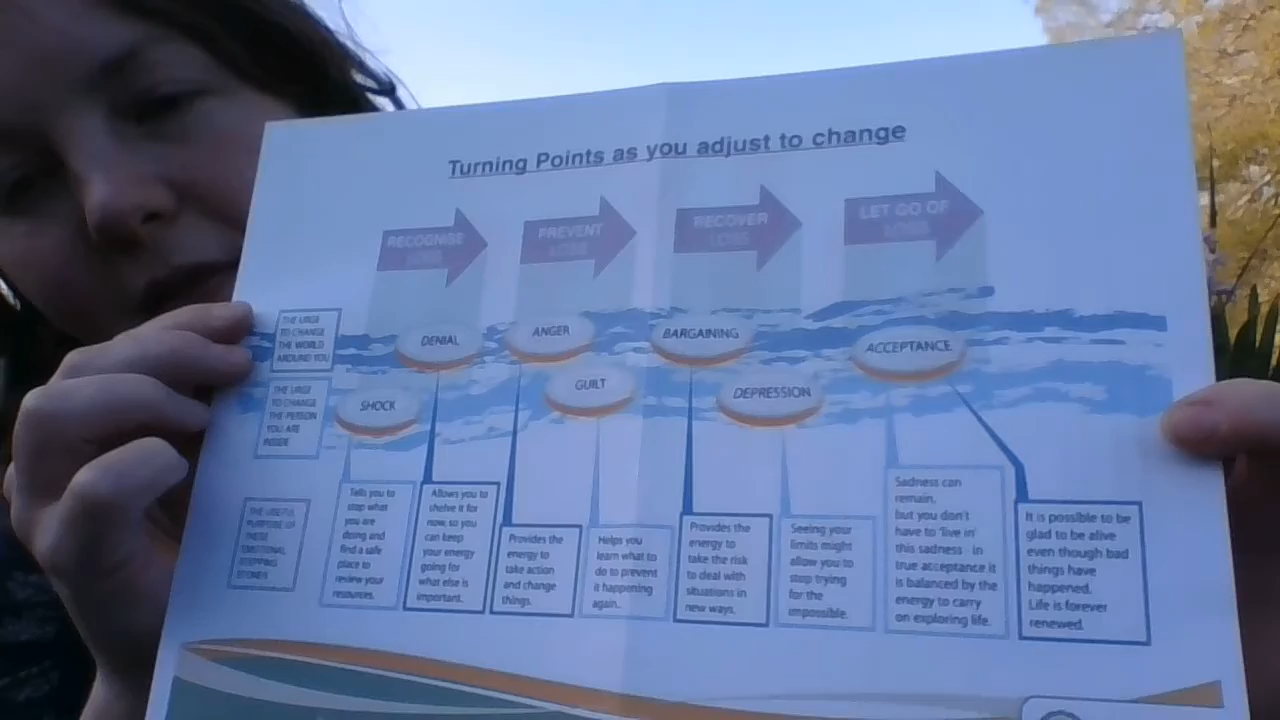 Turning Points as you adjust to change
RECOGNISE
LOSS
PREVENT
LOSS
RECOVER
LOSS
LET GO OF
LOSS
THE URGE
TO CHANGE
THE WORLD
AROUND YOU
THE URGE
TO CHANGE
THE PERSON
YOU ARE
INSIDE
SHOCK
DENIAL
ANGER
GUILT
BARGAINING
DEPRESSION
ACCEPTANCE
THE USEFUL
PURPOSE OF
THESE
EMOTIONAL
STEPPING
STONES
Tells you to
stop what
you are
doing and
find a safe
place to
review your
resources.
Allows you to
shelve it for
now, so you
can keep
your energy
going for
what else is
important.
Provides the
energy to
take action
and change
things.
Helps you
learn what to
do to prevent
it happening
again.
Provides the
energy to
take the risk
to deal with
situations in
new ways.
Seeing your
limits might
allow you to
stop trying
for the
impossible.
Sadness can
remain,
but you don't
have to 'live in'
this sadness - in
true acceptance it
is balanced by the
energy to carry
on exploring life.
It is possible to be
glad to be alive
even though bad
things have
happened.
Life is forever
renewed.